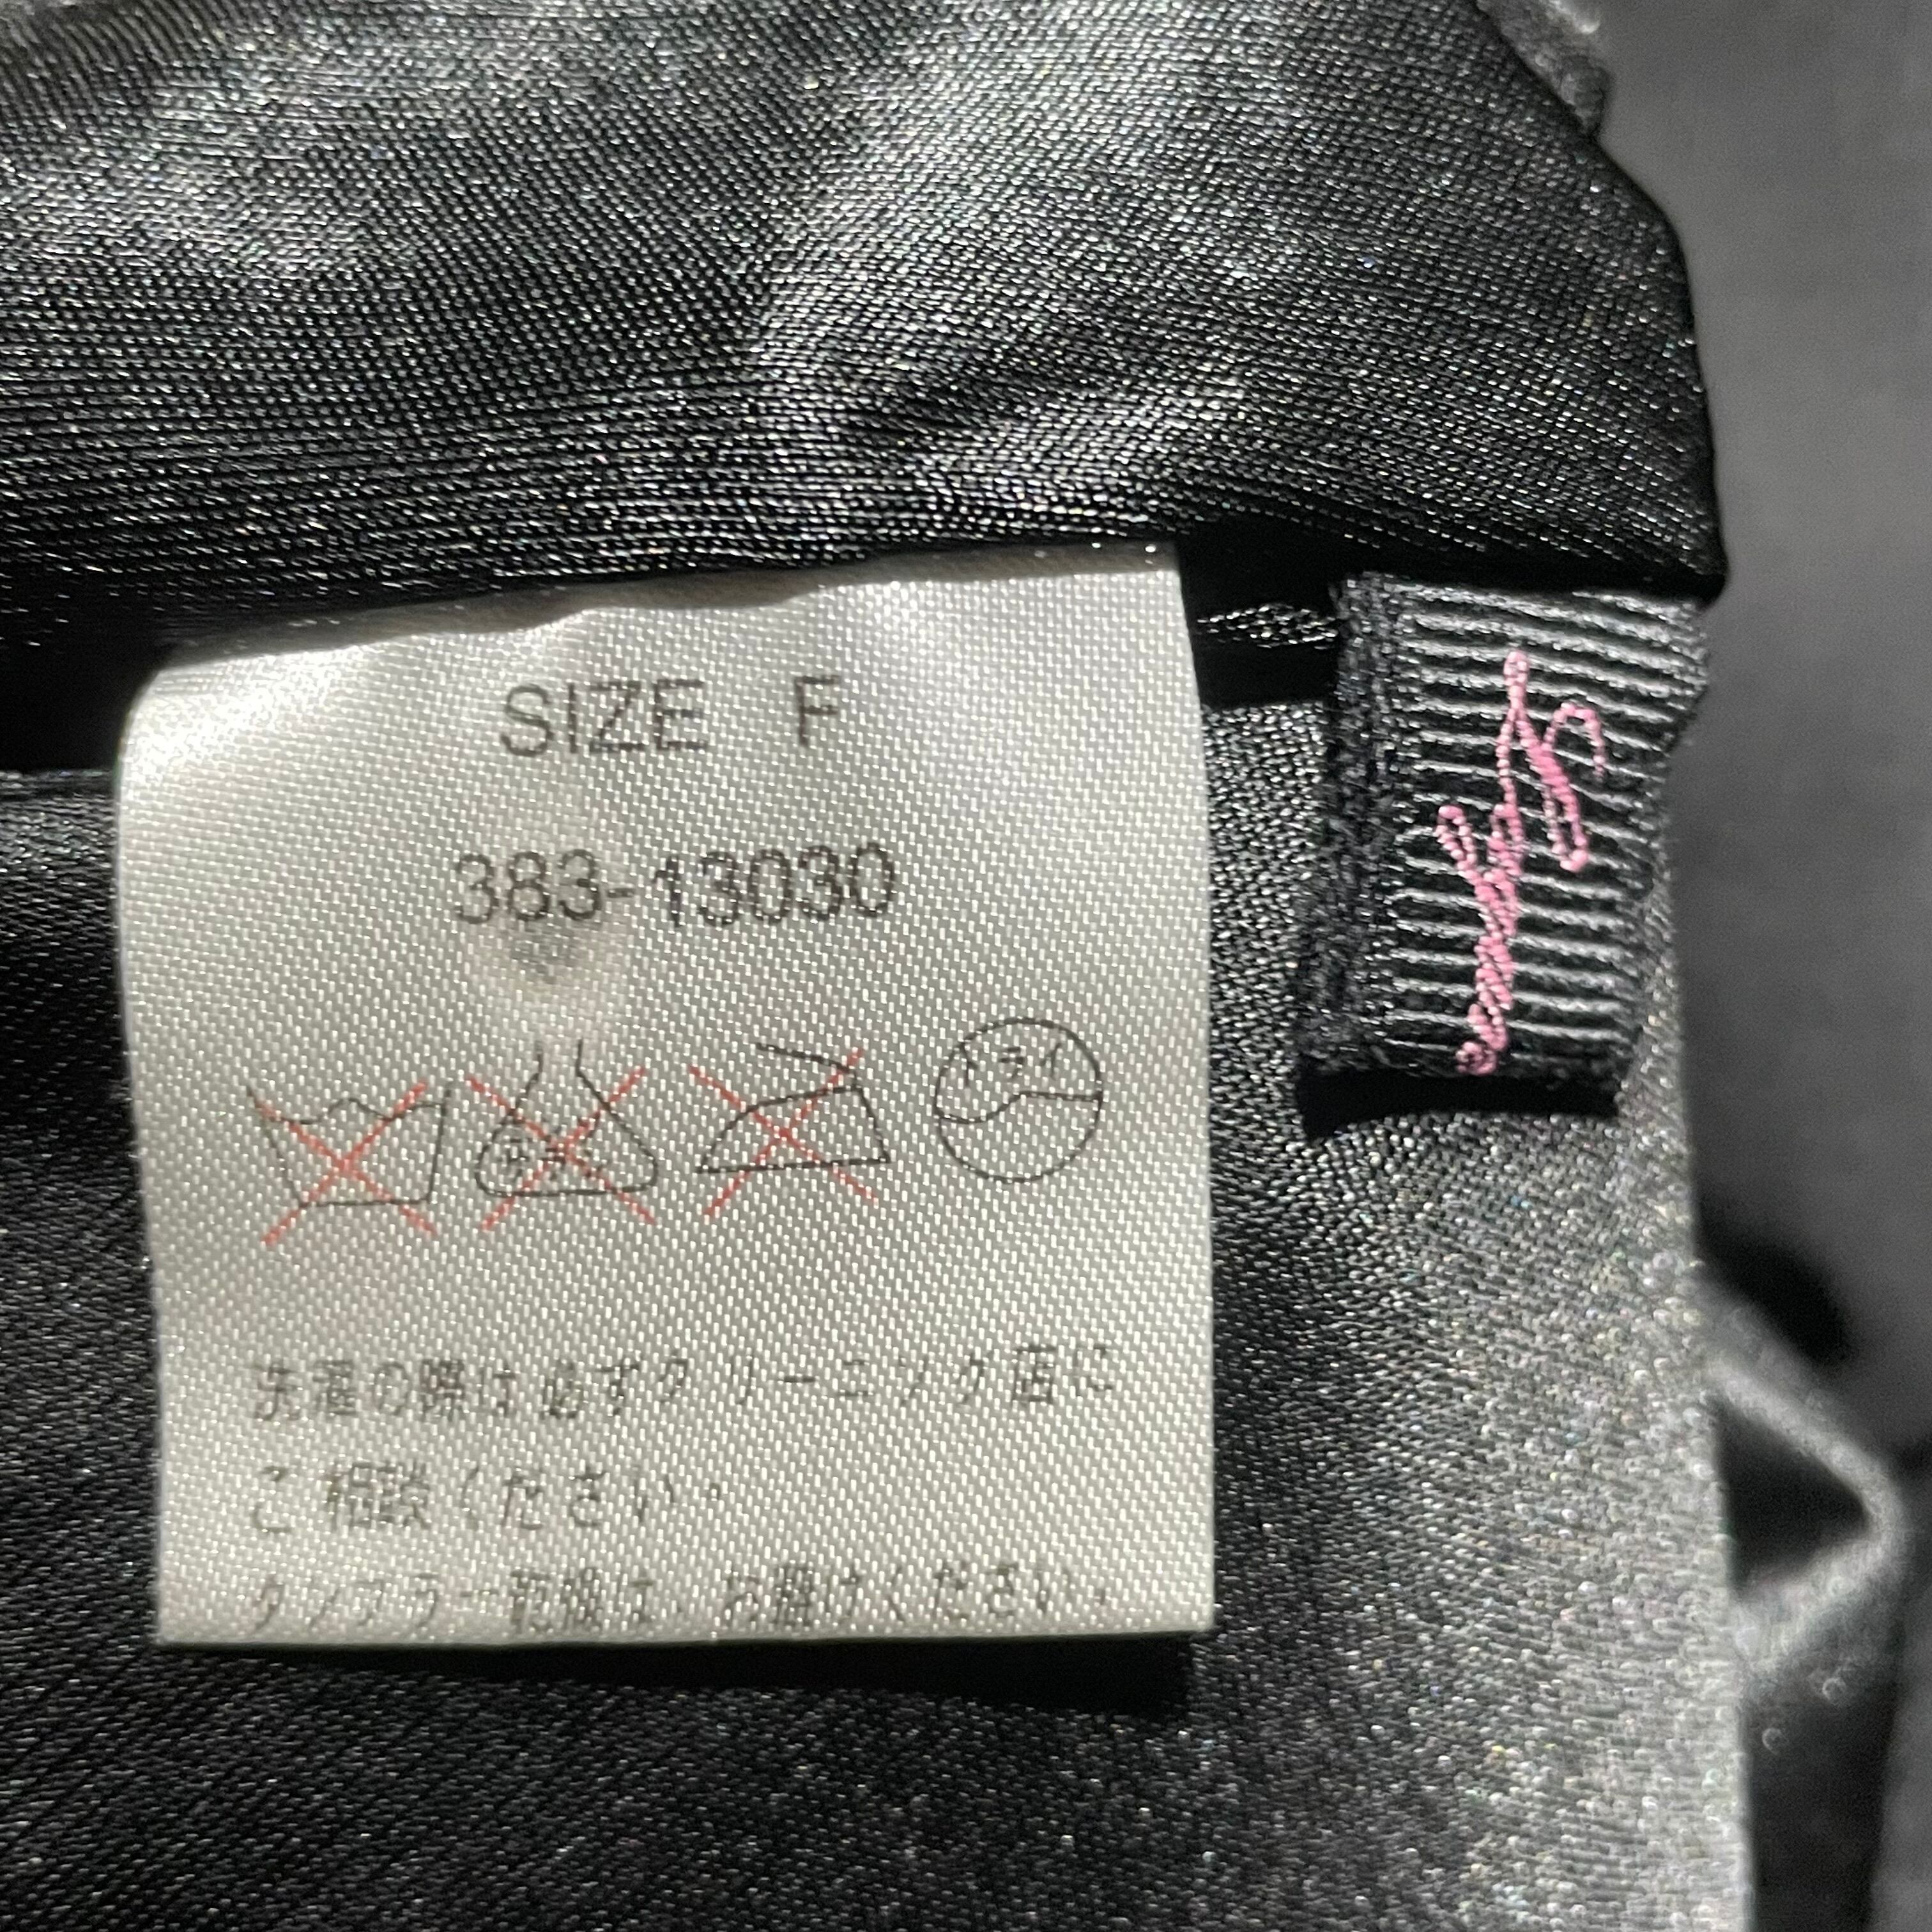 SIZE F
383-13030
ドライ
洗濯の際は必ずクリーニング店に
ご相談ください。
タンブラー乾燥は、お避けください。